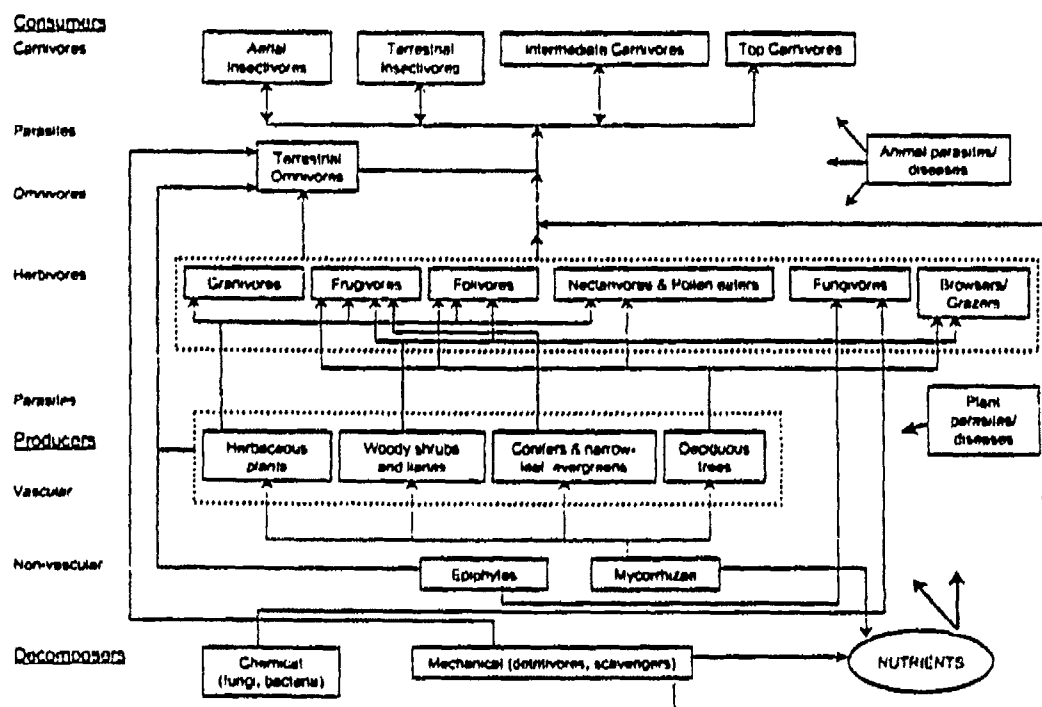 Consumers
Carnivores
Aerial
Insectivores
Terrestrial
Insectivores
Intermediate Carnivores
Top Carnivores
Parasites
Terrestrial
Omnivores
Animal parasites/
diseases
Omnivores
Herbivores
Granivores
Frugivores
Folivores
Nectarivores & Pollen eaters
Fungivores
Browsers/
Grazers
Parasites
Plant
parasites/
diseases
Producers
Herbaceous
plants
Woody shrubs
and lianas
Conifers & narrow-
leaf evergreens
Deciduous
trees
Vascular
Non-vascular
Epiphytes
Mycorrhizae
Decomposers
Chemical
(fungi, bacteria)
Mechanical (detritivores, scavengers)
NUTRIENTS